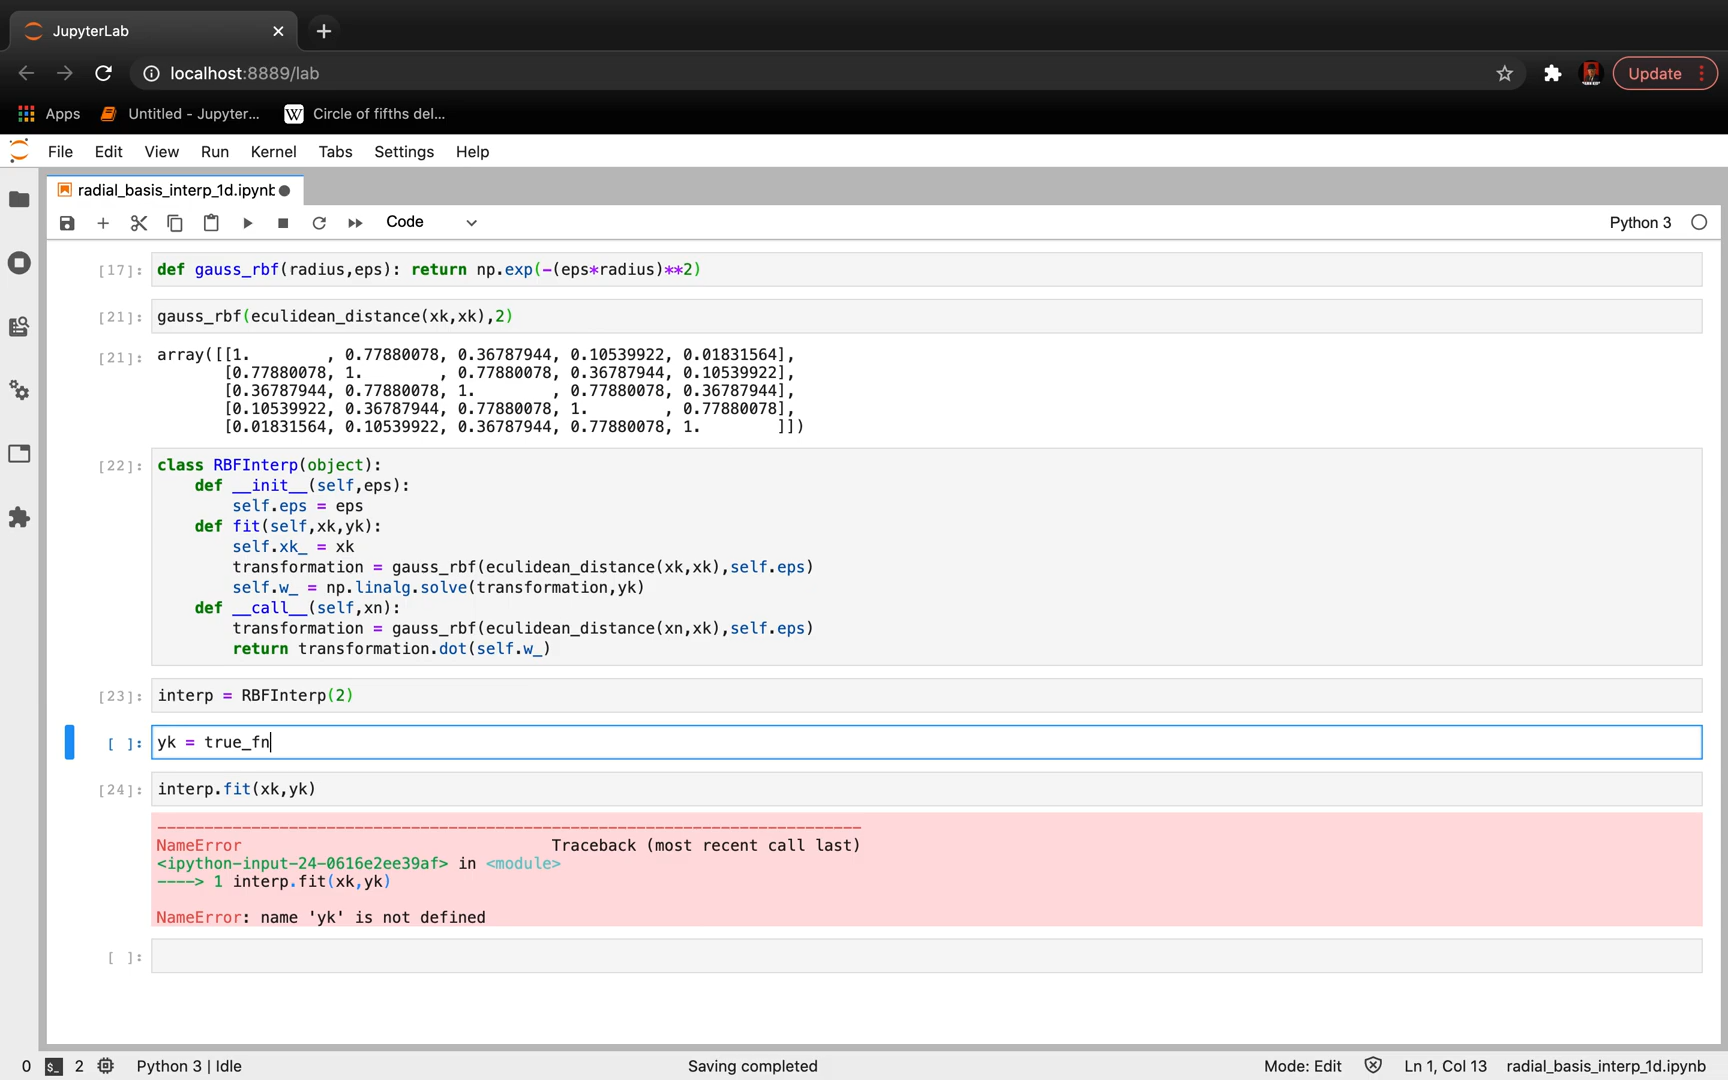 JupyterLab
localhost:8889/lab
Update
Apps
Untitled - Jupyter...
Circle of fifths del...
File Edit View Run Kernel Tabs Settings Help
radial_basis_interp_1d.ipynb
Code
Python 3
[17]: def gauss_rbf(radius,eps): return np.exp(-(eps*radius)**2)
[21]: gauss_rbf(eculidean_distance(xk,xk),2)
[21]: array([[1.        , 0.77880078, 0.36787944, 0.10539922, 0.01831564],
[0.77880078, 1.        , 0.77880078, 0.36787944, 0.10539922],
[0.36787944, 0.77880078, 1.        , 0.77880078, 0.36787944],
[0.10539922, 0.36787944, 0.77880078, 1.        , 0.77880078],
[0.01831564, 0.10539922, 0.36787944, 0.77880078, 1.        ]])
[22]: class RBFInterp(object):
def __init__(self,eps):
self.eps = eps
def fit(self,xk,yk):
self.xk_ = xk
transformation = gauss_rbf(eculidean_distance(xk,xk),self.eps)
self.w_ = np.linalg.solve(transformation,yk)
def __call__(self,xn):
transformation = gauss_rbf(eculidean_distance(xn,xk),self.eps)
return transformation.dot(self.w_)
[23]: interp = RBFInterp(2)
[ ]: yk = true_fn
[24]: interp.fit(xk,yk)
---------------------------------------------------------------------------
NameError                                 Traceback (most recent call last)
<ipython-input-24-0616e2ee39af> in <module>
----> 1 interp.fit(xk,yk)
NameError: name 'yk' is not defined
[ ]:
0 $_ 2 Python 3 | Idle Saving completed Mode: Edit Ln 1, Col 13 radial_basis_interp_1d.ipynb